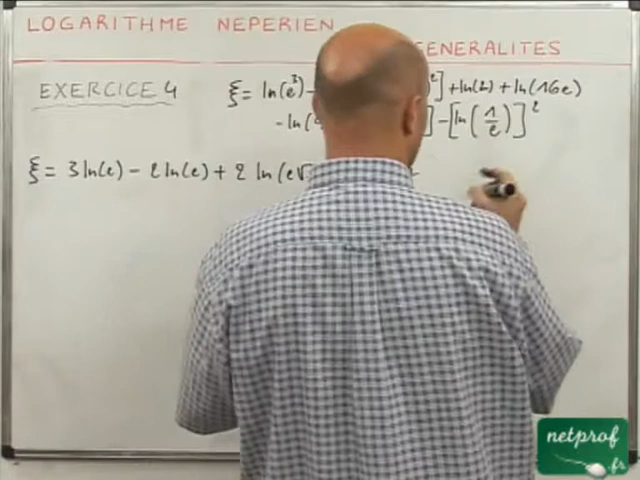 LOGARITHME NEPERIEN GENERALITES
EXERCICE 4 ξ = ln(e³) - ²] + ln(2) + ln(16e)
- ln( ] - [ln(1/e)]²
ξ = 3 ln(e) - 2 ln(e) + 2 ln(e√ +
netprof
.fr